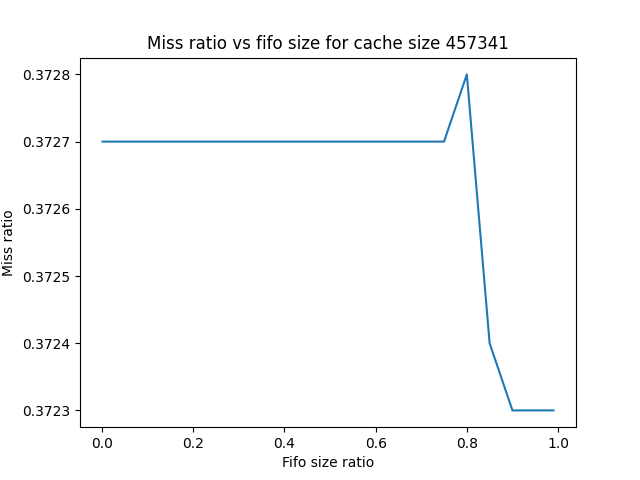 Miss ratio vs fifo size for cache size 457341
0.3728
0.3727
0.3726
0.3725
0.3724
0.3723
Miss ratio
0.0 0.2 0.4 0.6 0.8 1.0
Fifo size ratio